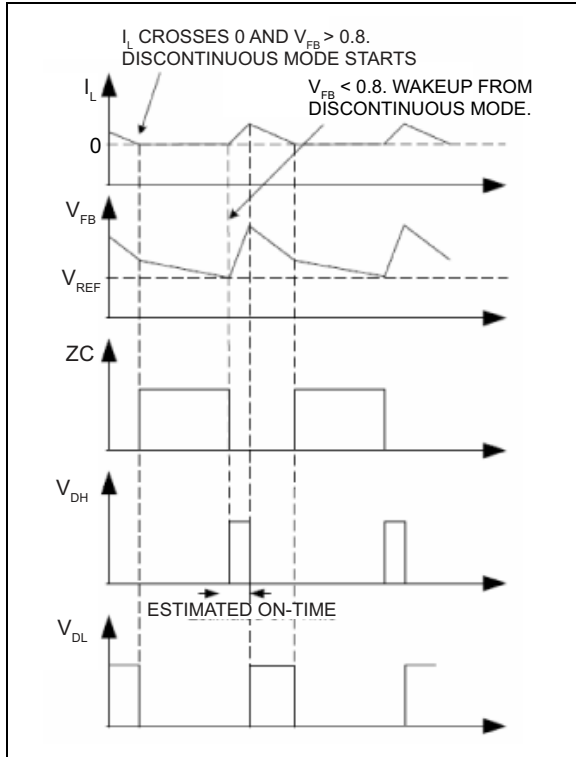 I_L CROSSES 0 AND V_FB > 0.8.
DISCONTINUOUS MODE STARTS
V_FB < 0.8. WAKEUP FROM
DISCONTINUOUS MODE.
I_L
0
V_FB
V_REF
ZC
V_DH
ESTIMATED ON-TIME
V_DL